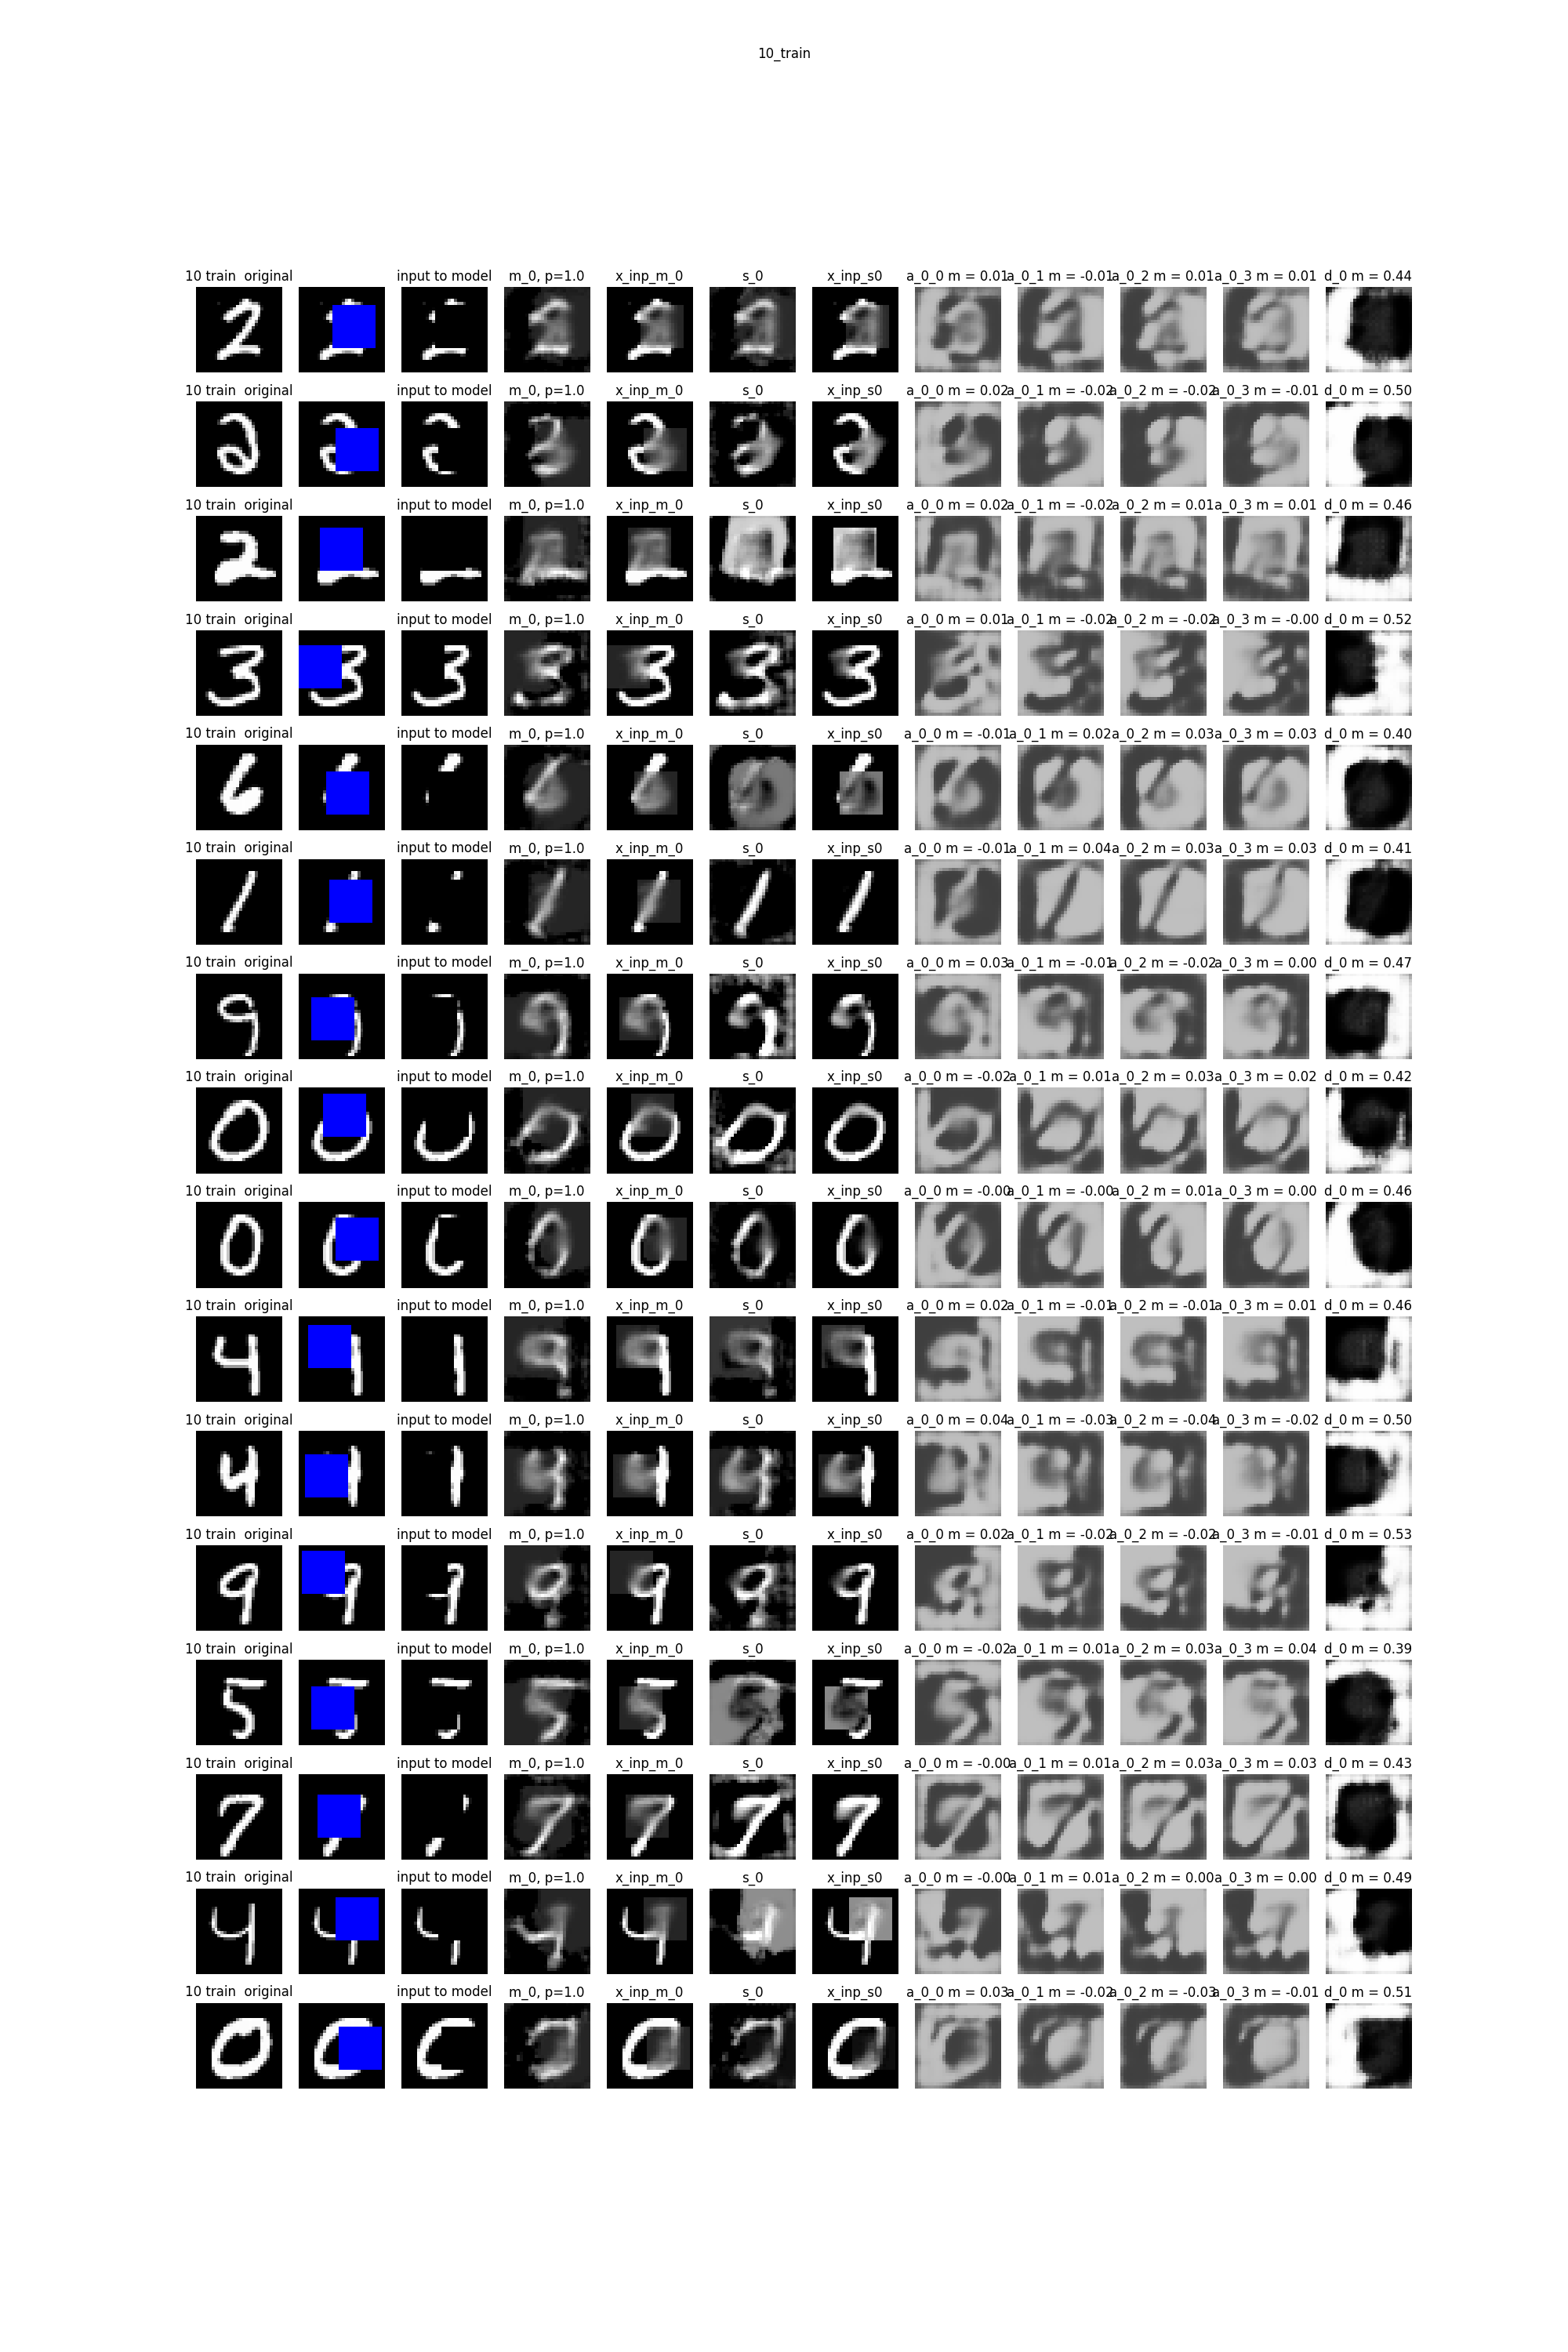 10_train
10 train  original input to model m_0, p=1.0 x_inp_m_0 s_0 x_inp_s0 a_0_0 m = 0.01 a_0_1 m = -0.01 a_0_2 m = 0.01 a_0_3 m = 0.01 d_0 m = 0.44
10 train  original input to model m_0, p=1.0 x_inp_m_0 s_0 x_inp_s0 a_0_0 m = 0.02 a_0_1 m = -0.02 a_0_2 m = -0.02 a_0_3 m = -0.01 d_0 m = 0.50
10 train  original input to model m_0, p=1.0 x_inp_m_0 s_0 x_inp_s0 a_0_0 m = 0.02 a_0_1 m = -0.02 a_0_2 m = 0.01 a_0_3 m = 0.01 d_0 m = 0.46
10 train  original input to model m_0, p=1.0 x_inp_m_0 s_0 x_inp_s0 a_0_0 m = 0.01 a_0_1 m = -0.02 a_0_2 m = -0.02 a_0_3 m = -0.00 d_0 m = 0.52
10 train  original input to model m_0, p=1.0 x_inp_m_0 s_0 x_inp_s0 a_0_0 m = -0.01 a_0_1 m = 0.02 a_0_2 m = 0.03 a_0_3 m = 0.03 d_0 m = 0.40
10 train  original input to model m_0, p=1.0 x_inp_m_0 s_0 x_inp_s0 a_0_0 m = -0.01 a_0_1 m = 0.04 a_0_2 m = 0.03 a_0_3 m = 0.03 d_0 m = 0.41
10 train  original input to model m_0, p=1.0 x_inp_m_0 s_0 x_inp_s0 a_0_0 m = 0.03 a_0_1 m = -0.01 a_0_2 m = -0.02 a_0_3 m = 0.00 d_0 m = 0.47
10 train  original input to model m_0, p=1.0 x_inp_m_0 s_0 x_inp_s0 a_0_0 m = -0.02 a_0_1 m = 0.01 a_0_2 m = 0.03 a_0_3 m = 0.02 d_0 m = 0.42
10 train  original input to model m_0, p=1.0 x_inp_m_0 s_0 x_inp_s0 a_0_0 m = -0.00 a_0_1 m = -0.00 a_0_2 m = 0.01 a_0_3 m = 0.00 d_0 m = 0.46
10 train  original input to model m_0, p=1.0 x_inp_m_0 s_0 x_inp_s0 a_0_0 m = 0.02 a_0_1 m = -0.01 a_0_2 m = -0.01 a_0_3 m = 0.01 d_0 m = 0.46
10 train  original input to model m_0, p=1.0 x_inp_m_0 s_0 x_inp_s0 a_0_0 m = 0.04 a_0_1 m = -0.03 a_0_2 m = -0.04 a_0_3 m = -0.02 d_0 m = 0.50
10 train  original input to model m_0, p=1.0 x_inp_m_0 s_0 x_inp_s0 a_0_0 m = 0.02 a_0_1 m = -0.02 a_0_2 m = -0.02 a_0_3 m = -0.01 d_0 m = 0.53
10 train  original input to model m_0, p=1.0 x_inp_m_0 s_0 x_inp_s0 a_0_0 m = -0.02 a_0_1 m = 0.01 a_0_2 m = 0.03 a_0_3 m = 0.04 d_0 m = 0.39
10 train  original input to model m_0, p=1.0 x_inp_m_0 s_0 x_inp_s0 a_0_0 m = -0.00 a_0_1 m = 0.01 a_0_2 m = 0.03 a_0_3 m = 0.03 d_0 m = 0.43
10 train  original input to model m_0, p=1.0 x_inp_m_0 s_0 x_inp_s0 a_0_0 m = -0.00 a_0_1 m = 0.01 a_0_2 m = 0.00 a_0_3 m = 0.00 d_0 m = 0.49
10 train  original input to model m_0, p=1.0 x_inp_m_0 s_0 x_inp_s0 a_0_0 m = 0.03 a_0_1 m = -0.02 a_0_2 m = -0.03 a_0_3 m = -0.01 d_0 m = 0.51